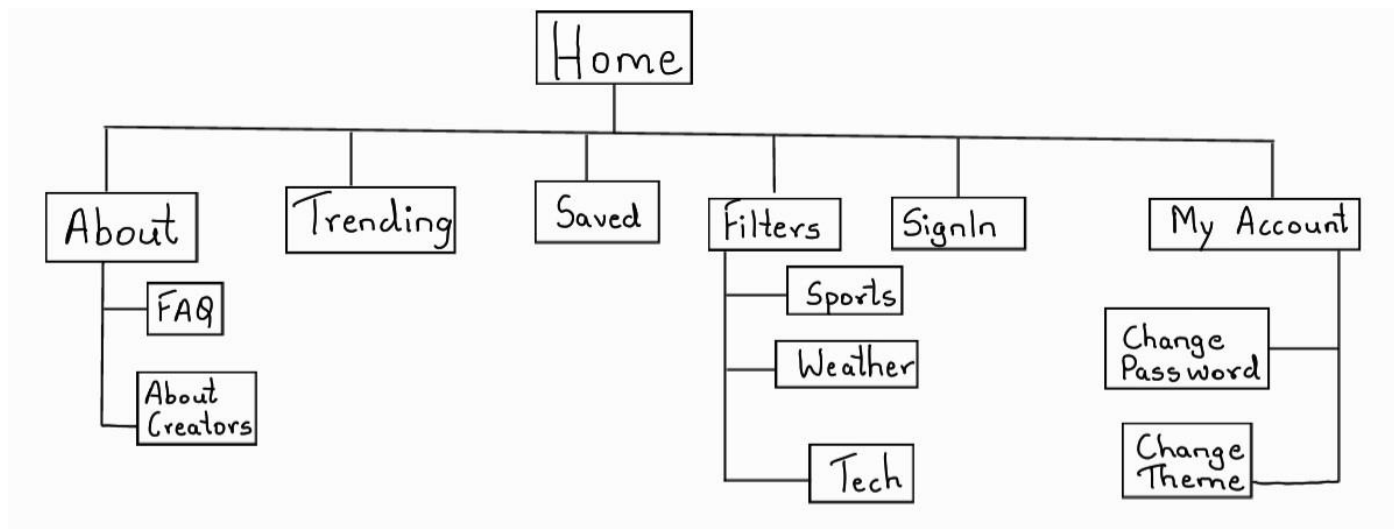 Home
About
Trending
Saved
Filters
SignIn
My Account
FAQ
About
Creators
Sports
Weather
Tech
Change
Password
Change
Theme